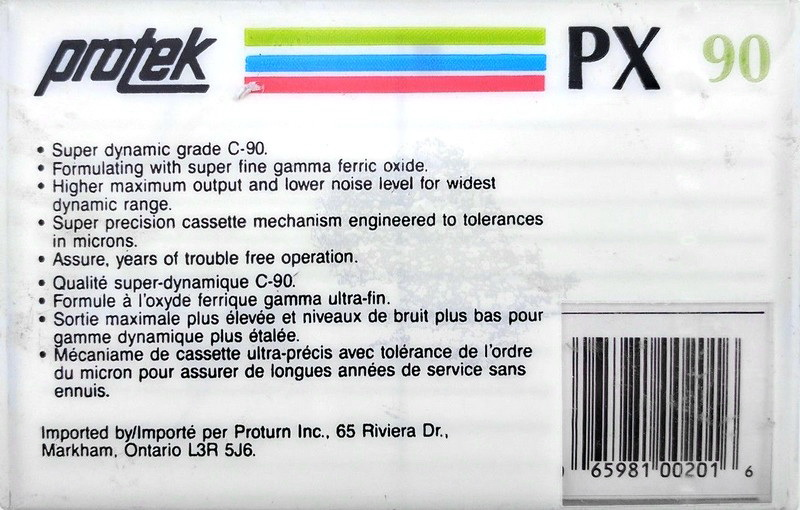 protek PX 90
• Super dynamic grade C-90.
• Formulating with super fine gamma ferric oxide.
• Higher maximum output and lower noise level for widest
dynamic range.
• Super precision cassette mechanism engineered to tolerances
in microns.
• Assure, years of trouble free operation.
• Qualité super-dynamique C-90.
• Formule à l'oxyde ferrique gamma ultra-fin.
• Sortie maximale plus élevée et niveaux de bruit plus bas pour
gamme dynamique plus étalée.
• Mécaniame de cassette ultra-précis avec tolérance de l'ordre
du micron pour assurer de longues années de service sans
ennuis.
Imported by/Importé per Proturn Inc., 65 Riviera Dr.,
Markham, Ontario L3R 5J6.
65981 00201 6